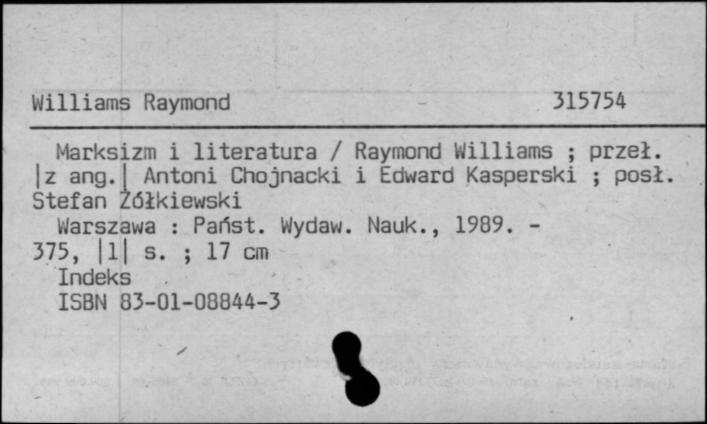 Williams Raymond 315754
Marksizm i literatura / Raymond Williams ; przeł.
|z ang.| Antoni Chojnacki i Edward Kasperski ; posł.
Stefan Żółkiewski
Warszawa : Państ. Wydaw. Nauk., 1989. -
375, |1| s. ; 17 cm
Indeks
ISBN 83-01-08844-3